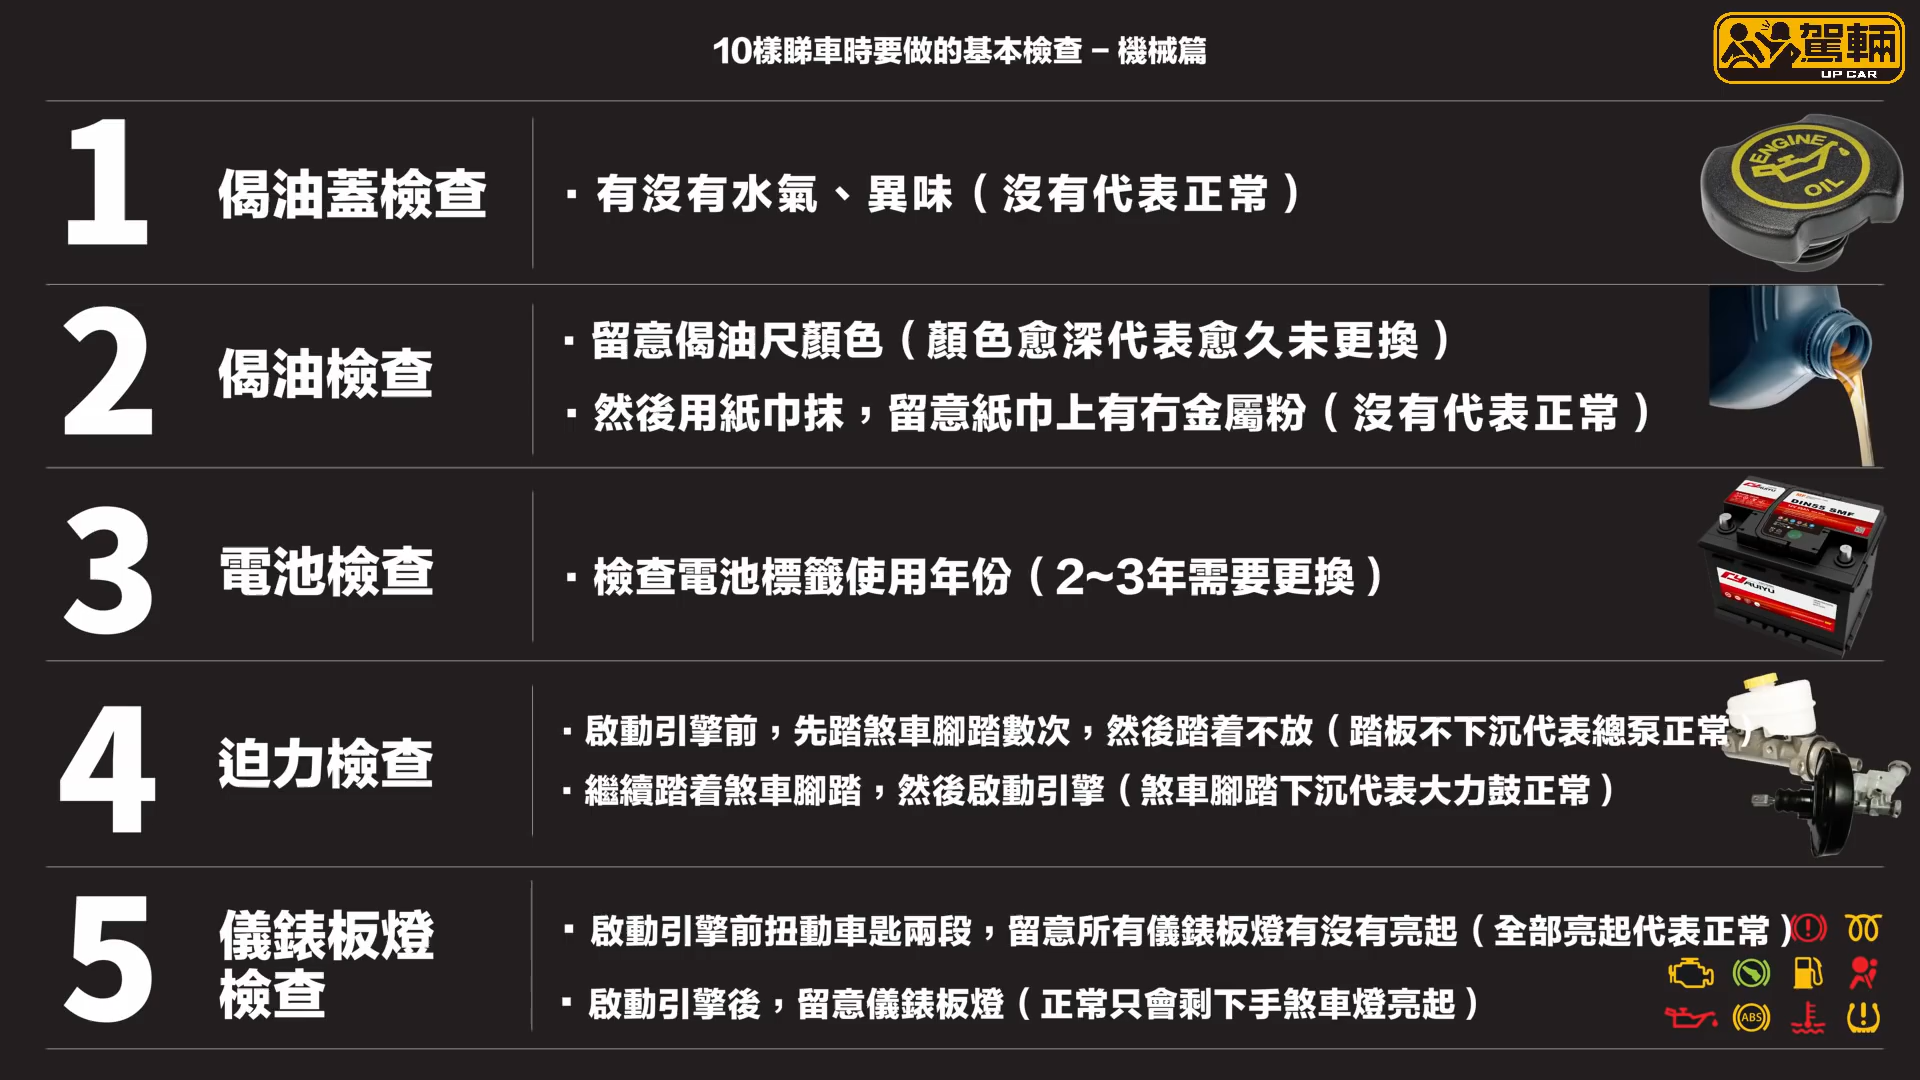 10樣睇車時要做的基本檢查 – 機械篇
駕輛
UP CAR
1
偈油蓋檢查
· 有沒有水氣、異味（沒有代表正常）
ENGINE
OIL
2
偈油檢查
· 留意偈油尺顏色（顏色愈深代表愈久未更換）
· 然後用紙巾抹，留意紙巾上有冇金屬粉（沒有代表正常）
3
電池檢查
· 檢查電池標籤使用年份（2~3年需要更換）
DIN55 SMF
RUIYU
4
迫力檢查
· 啟動引擎前，先踏煞車腳踏數次，然後踏着不放（踏板不下沉代表總泵正常）
· 繼續踏着煞車腳踏，然後啟動引擎（煞車腳踏下沉代表大力鼓正常）
5
儀錶板燈
檢查
· 啟動引擎前扭動車匙兩段，留意所有儀錶板燈有沒有亮起（全部亮起代表正常）
· 啟動引擎後，留意儀錶板燈（正常只會剩下手煞車燈亮起）
ABS